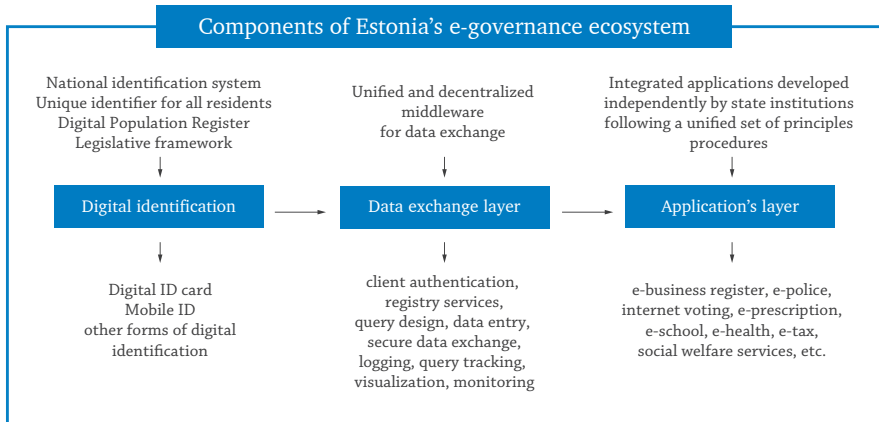 Components of Estonia's e-governance ecosystem
National identification system
Unique identifier for all residents
Digital Population Register
Legislative framework
Unified and decentralized
middleware
for data exchange
Integrated applications developed
independently by state institutions
following a unified set of principles
procedures
Digital identification
Data exchange layer
Application's layer
Digital ID card
Mobile ID
other forms of digital
identification
client authentication,
registry services,
query design, data entry,
secure data exchange,
logging, query tracking,
visualization, monitoring
e-business register, e-police,
internet voting, e-prescription,
e-school, e-health, e-tax,
social welfare services, etc.